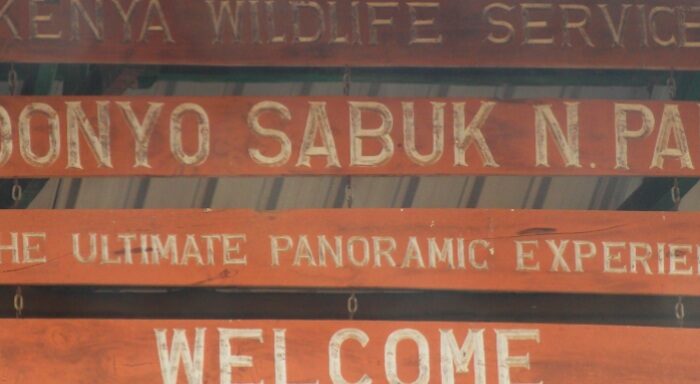 KENYA WILDLIFE SERVICE
DONYO SABUK N. PA
HE ULTIMATE PANORAMIC EXPERIEN
WELCOME